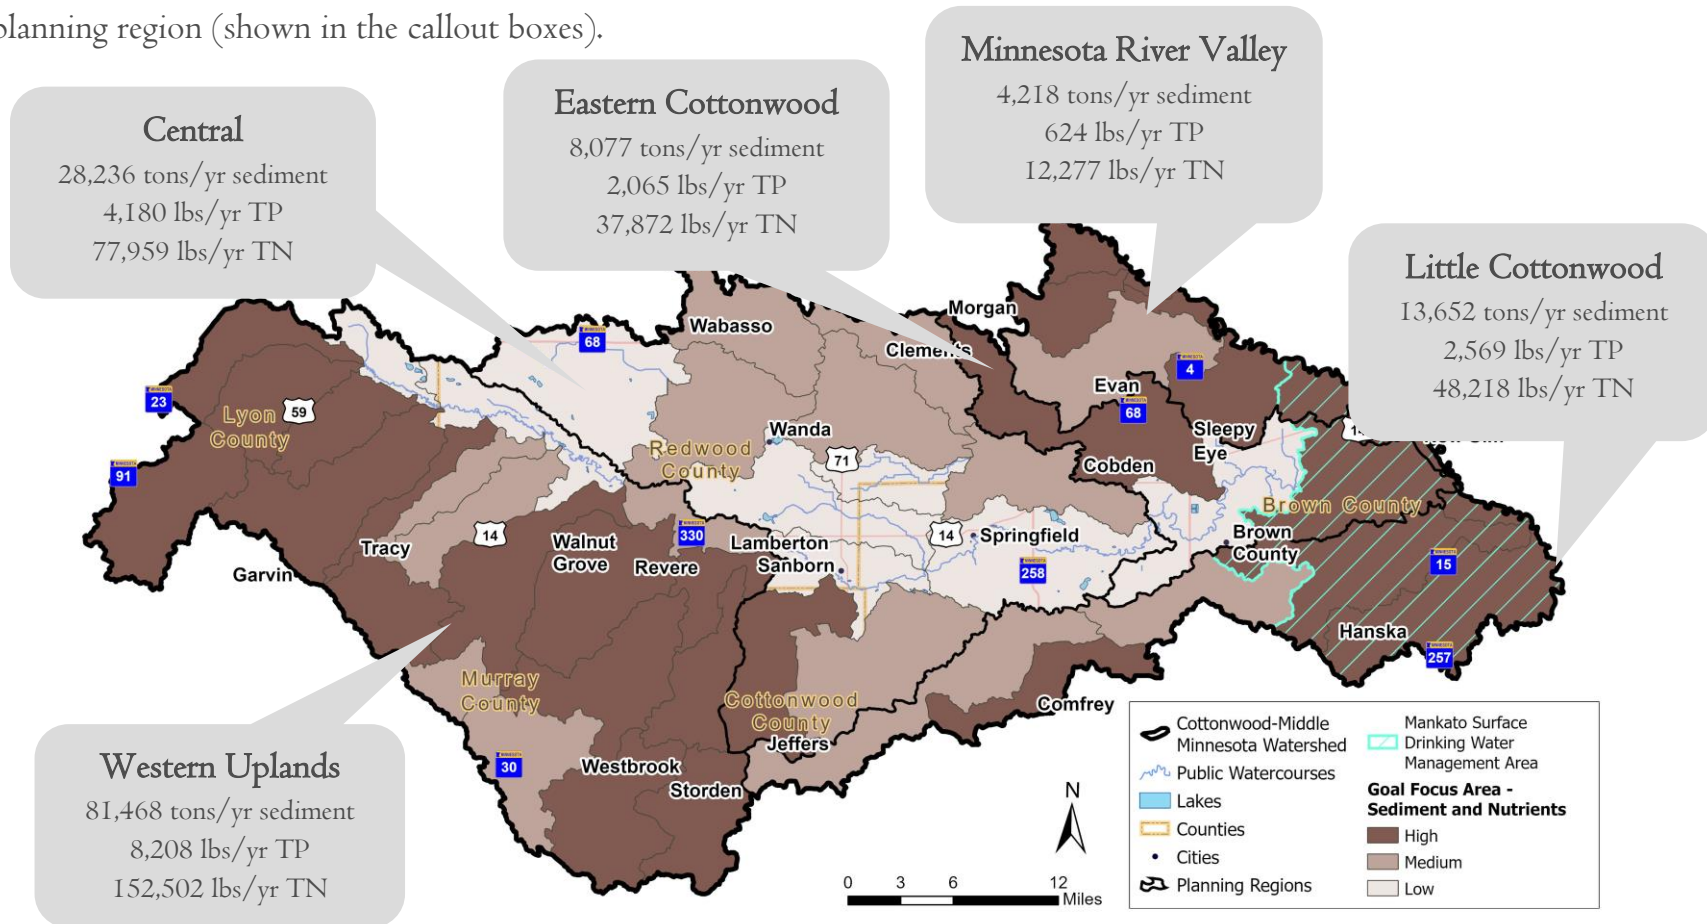 planning region (shown in the callout boxes).
Minnesota River Valley
4,218 tons/yr sediment
624 lbs/yr TP
12,277 lbs/yr TN
Eastern Cottonwood
8,077 tons/yr sediment
2,065 lbs/yr TP
37,872 lbs/yr TN
Central
28,236 tons/yr sediment
4,180 lbs/yr TP
77,959 lbs/yr TN
Little Cottonwood
13,652 tons/yr sediment
2,569 lbs/yr TP
48,218 lbs/yr TN
Western Uplands
81,468 tons/yr sediment
8,208 lbs/yr TP
152,502 lbs/yr TN
Morgan
Wabasso
Clements
68
4
Evan
68
23
59
Lyon
County
Wanda
Sleepy
Eye
Redwood
County
71
Cobden
91
Brown County
14
330
Lamberton
14
Springfield
Brown
County
Tracy
Walnut
Grove
Revere
Sanborn
258
15
Garvin
Hanska
257
Murray
County
Cottonwood
County
Comfrey
Jeffers
30
Westbrook
Storden
N
0 3 6 12
Miles
Cottonwood-Middle
Minnesota Watershed
Public Watercourses
Lakes
Counties
Cities
Planning Regions
Mankato Surface
Drinking Water
Management Area
Goal Focus Area -
Sediment and Nutrients
High
Medium
Low